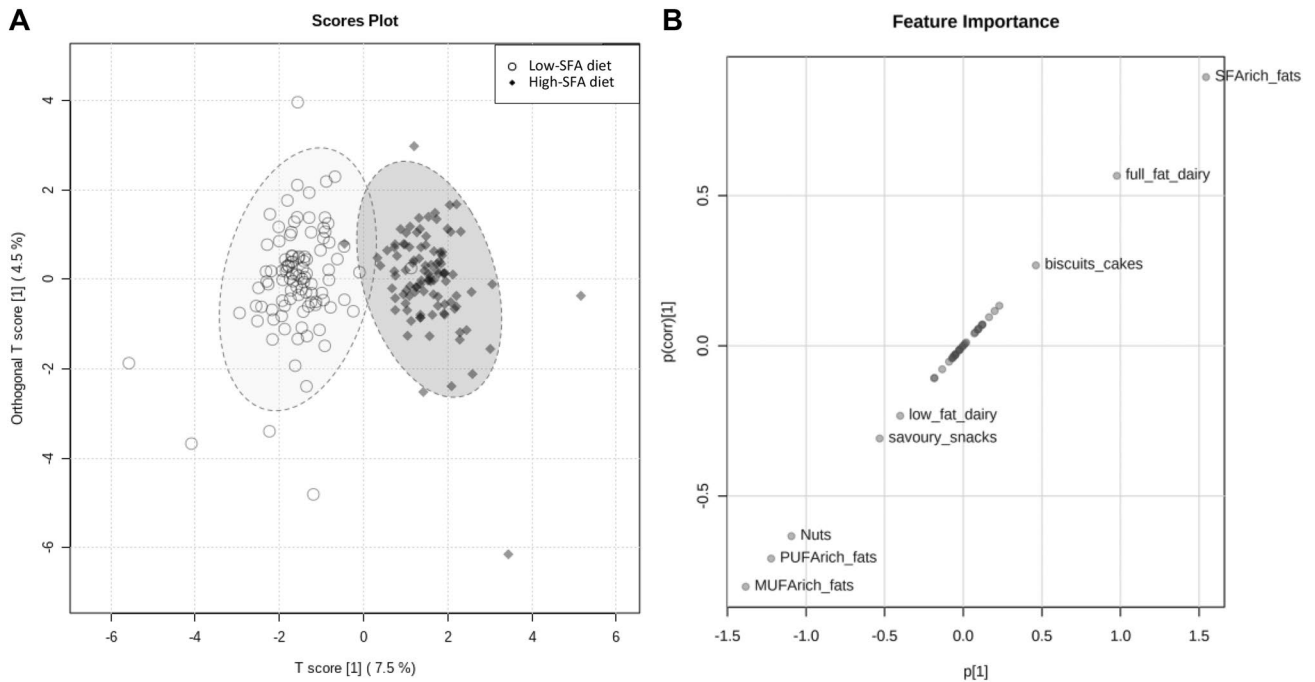 A
Scores Plot
Low-SFA diet
High-SFA diet
Orthogonal T score [1] ( 4.5 %)
4
2
0
-2
-4
-6
-6
-4
-2
0
2
4
6
T score [1] ( 7.5 %)
B
Feature Importance
SFArich_fats
full_fat_dairy
biscuits_cakes
low_fat_dairy
savoury_snacks
Nuts
PUFArich_fats
MUFArich_fats
p(corr)[1]
0.5
0.0
-0.5
-1.5
-1.0
-0.5
0.0
0.5
1.0
1.5
p[1]